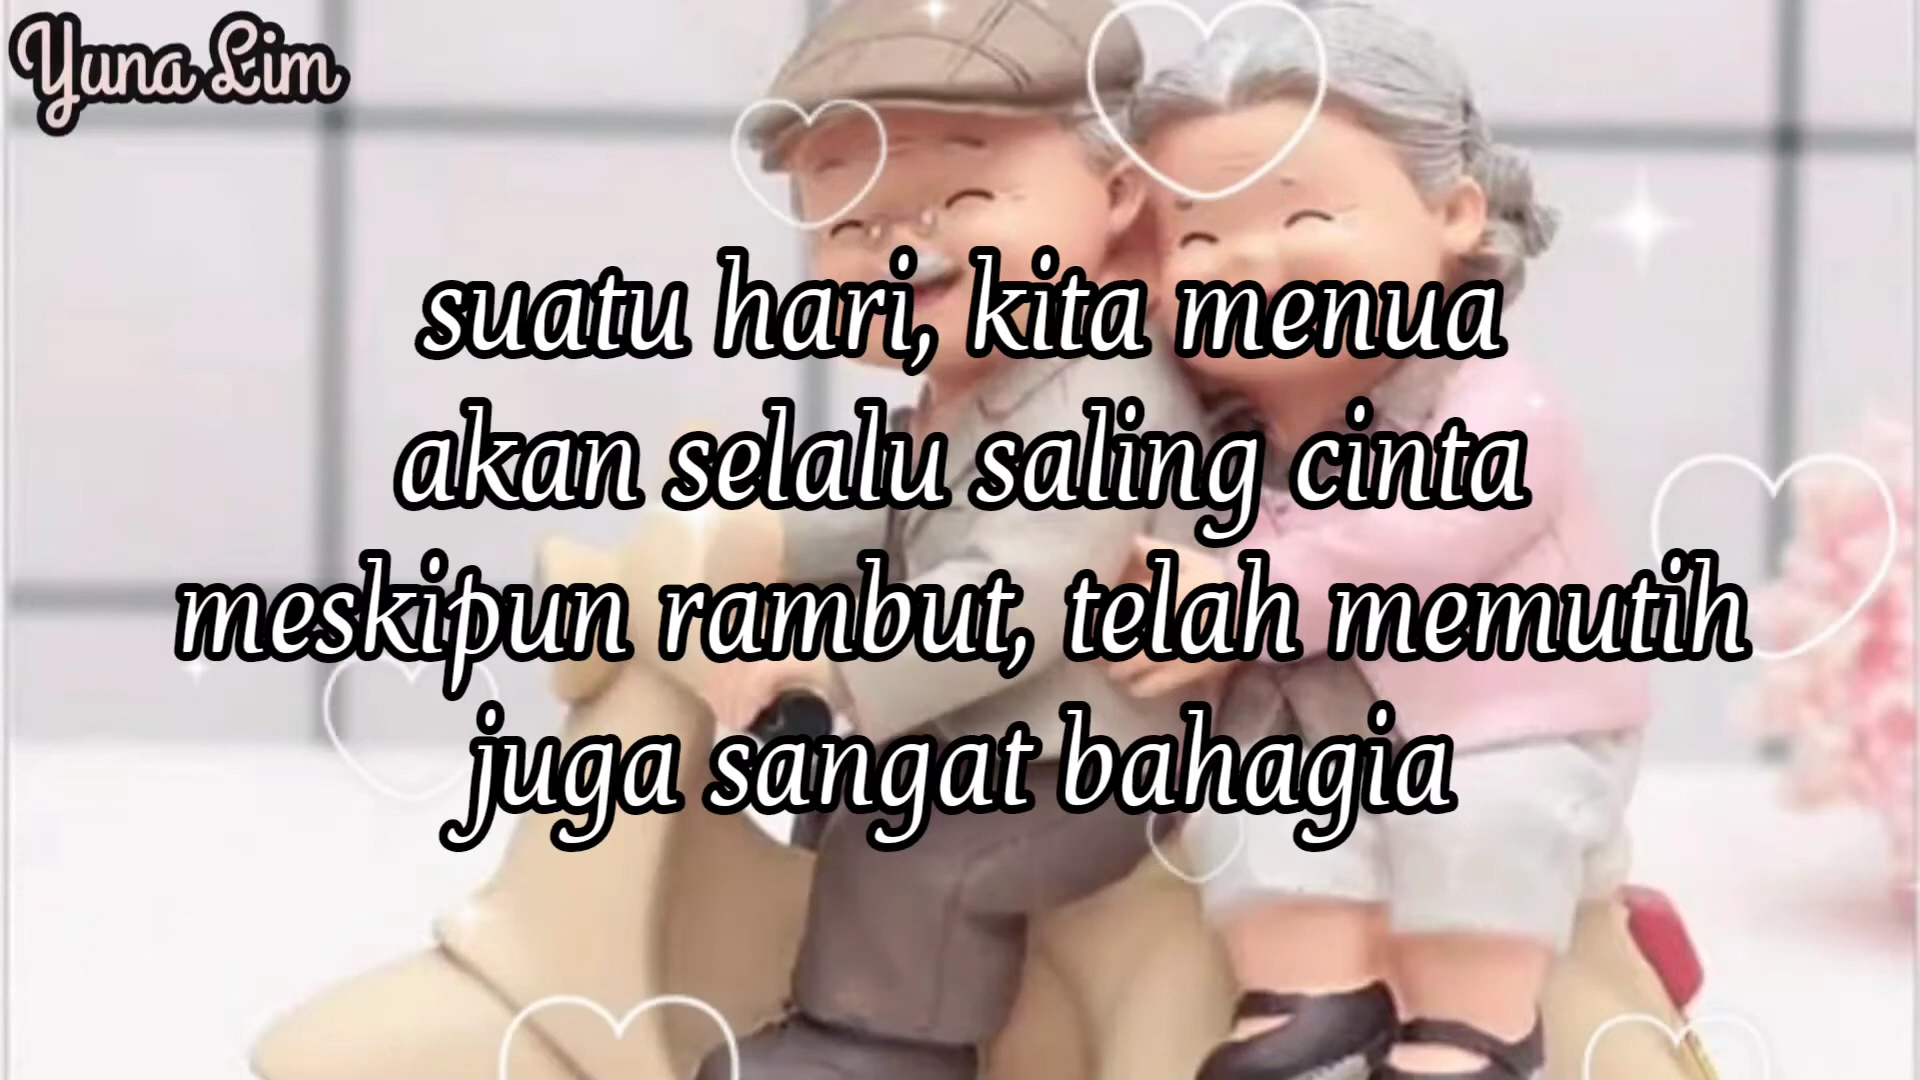 Yuna Lim
suatu hari, kita menua
akan selalu saling cinta
meskipun rambut, telah memutih
juga sangat bahagia